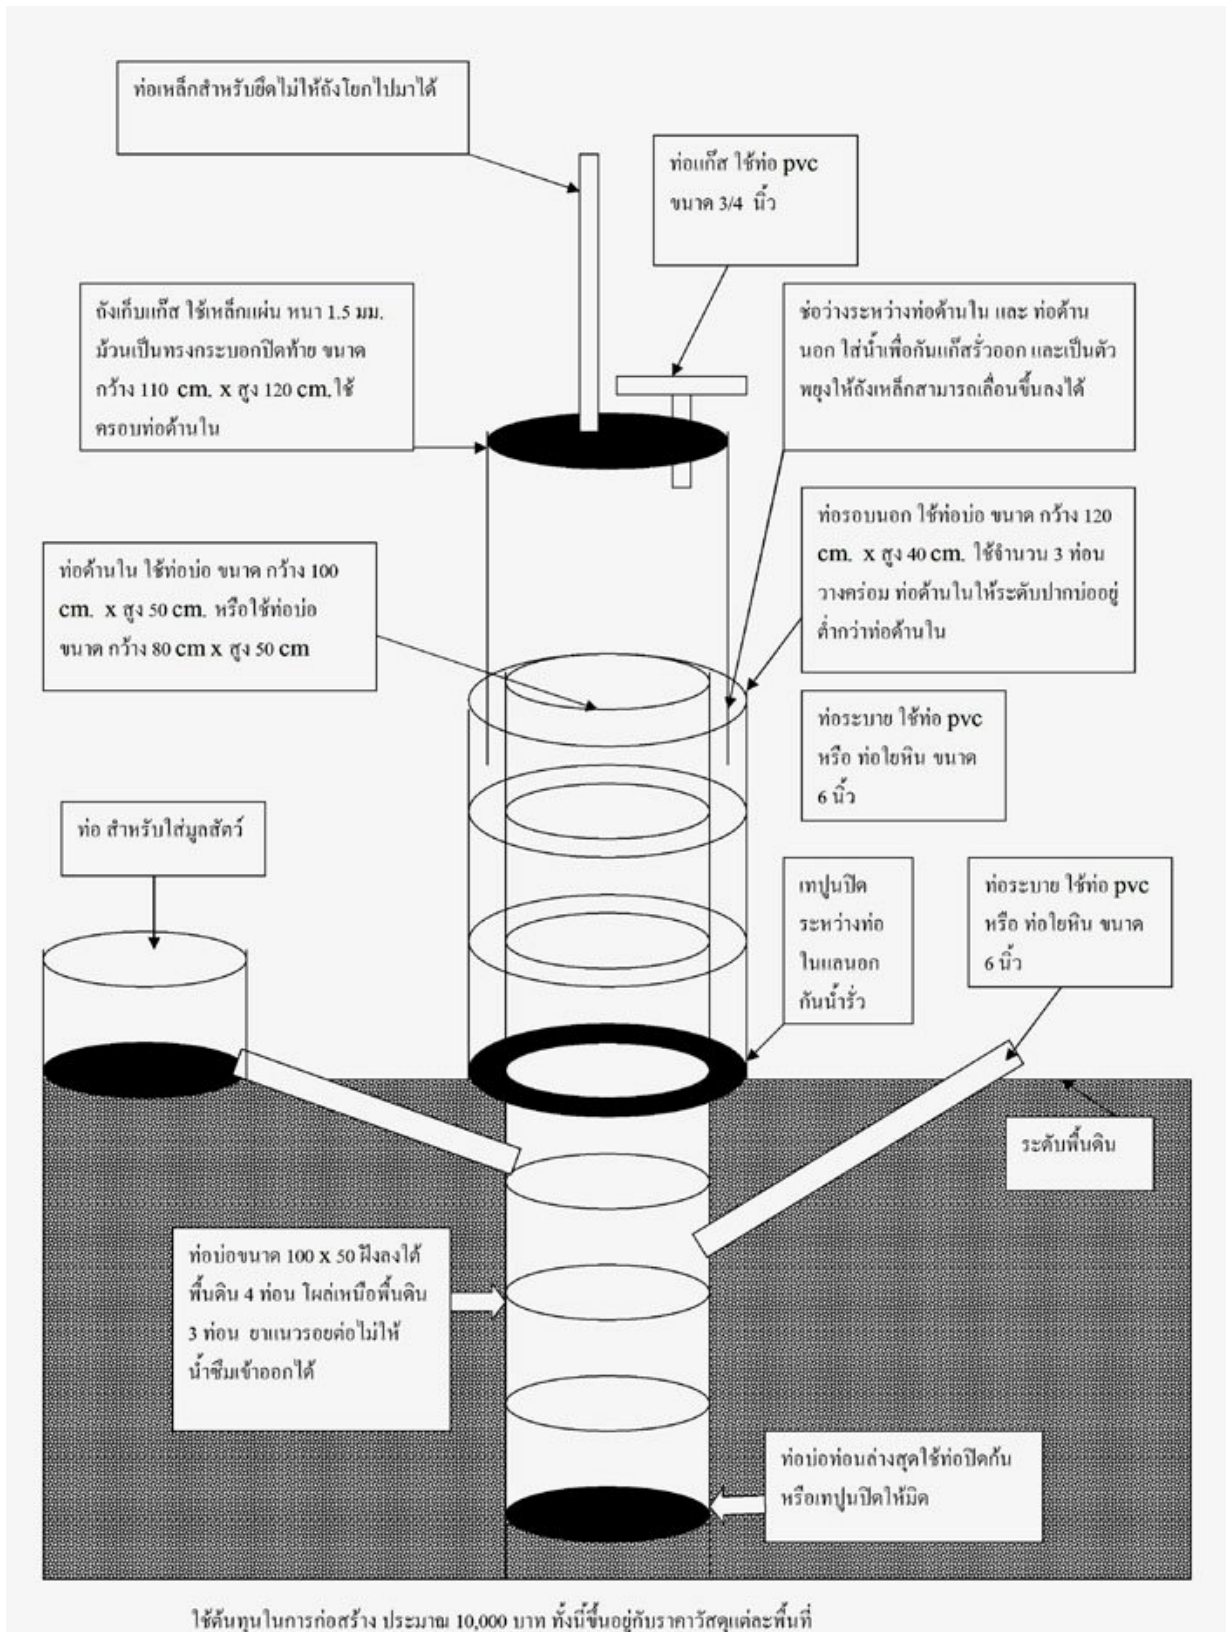 ท่อเหล็กสำหรับยึดไม่ให้ถังโยกไปมาได้
ท่อแก๊ส ใช้ท่อ pvc
ขนาด 3/4 นิ้ว
ถังเก็บแก๊ส ใช้เหล็กแผ่น หนา 1.5 มม.
ม้วนเป็นทรงกระบอกปิดท้าย ขนาด
กว้าง 110 cm. x สูง 120 cm.ใช้
ครอบท่อด้านใน
ช่อว่างระหว่างท่อด้านใน และ ท่อด้าน
นอก ใส่น้ำเพื่อกันแก๊สรั่วออก และเป็นตัว
พยุงให้ถังเหล็กสามารถเลื่อนขึ้นลงได้
ท่อรอบนอก ใช้ท่อบ่อ ขนาด กว้าง 120
cm. x สูง 40 cm. ใช้จำนวน 3 ท่อน
วางคร่อม ท่อด้านในให้ระดับปากบ่ออยู่
ต่ำกว่าท่อด้านใน
ท่อด้านใน ใช้ท่อบ่อ ขนาด กว้าง 100
cm. x สูง 50 cm. หรือใช้ท่อบ่อ
ขนาด กว้าง 80 cm x สูง 50 cm
ท่อระบาย ใช้ท่อ pvc
หรือ ท่อใยหิน ขนาด
6 นิ้ว
ท่อ สำหรับใส่มูลสัตว์
เทปูนปิด
ระหว่างท่อ
ในแลนอก
กันน้ำรั่ว
ท่อระบาย ใช้ท่อ pvc
หรือ ท่อใยหิน ขนาด
6 นิ้ว
ระดับพื้นดิน
ท่อบ่อขนาด 100 x 50 ฝังลงใต้
พื้นดิน 4 ท่อน โผล่เหนือพื้นดิน
3 ท่อน ยาแนวรอยต่อไม่ให้
น้ำซึมเข้าออกได้
ท่อบ่อท่อนล่างสุดใช้ท่อปิดก้น
หรือเทปูนปิดให้มิด
ใช้ต้นทุนในการก่อสร้าง ประมาณ 10,000 บาท ทั้งนี้ขึ้นอยู่กับราคาวัสดุแต่ละพื้นที่